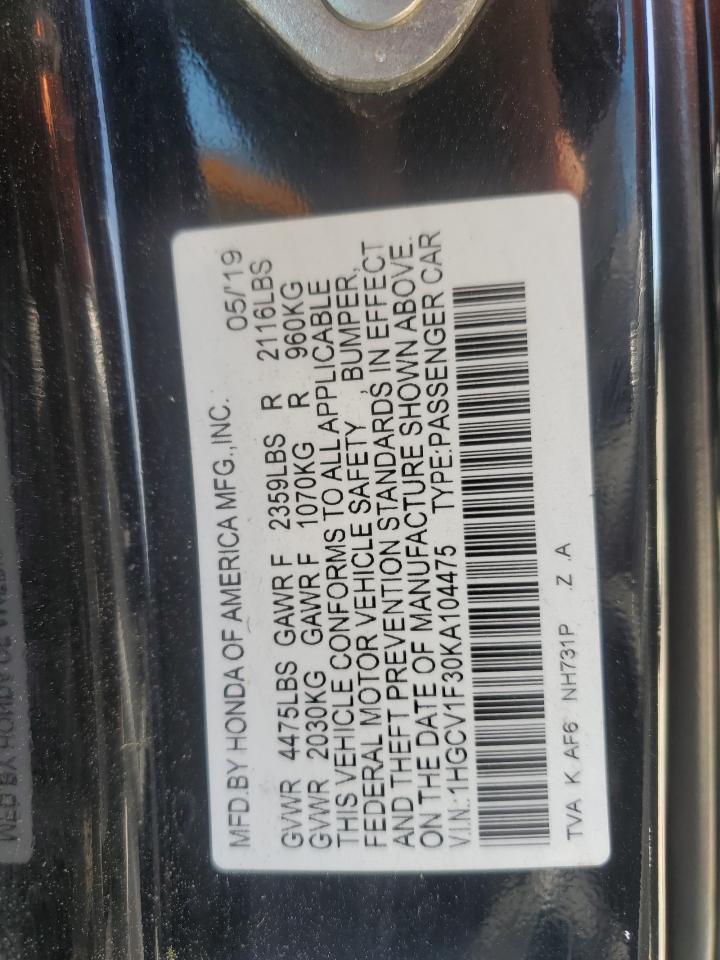 MFD.BY HONDA OF AMERICA MFG.,INC. 05/'19
GVWR 4475LBS GAWR F 2359LBS R 2116LBS
GVWR 2030KG GAWR F 1070KG R 960KG
THIS VEHICLE CONFORMS TO ALL APPLICABLE
FEDERAL MOTOR VEHICLE SAFETY , BUMPER,
AND THEFT PREVENTION STANDARDS IN EFFECT
ON THE DATE OF MANUFACTURE SHOWN ABOVE.
V.I.N.:1HGCV1F30KA104475 TYPE:PASSENGER CAR
TVA K AF6 NH731P .Z .A